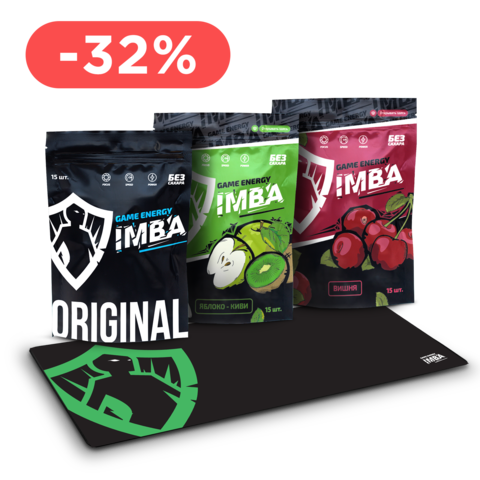 -32%
GAME ENERGY
IMBA
15 шт.
БЕЗ
САХАРА
ORIGINAL
GAME ENERGY
IMBA
БЕЗ
САХАРА
ЯБЛОКО - КИВИ
15 шт.
GAME ENERGY
IMBA
БЕЗ
САХАРА
ВИШНЯ
15 шт.
IMBA